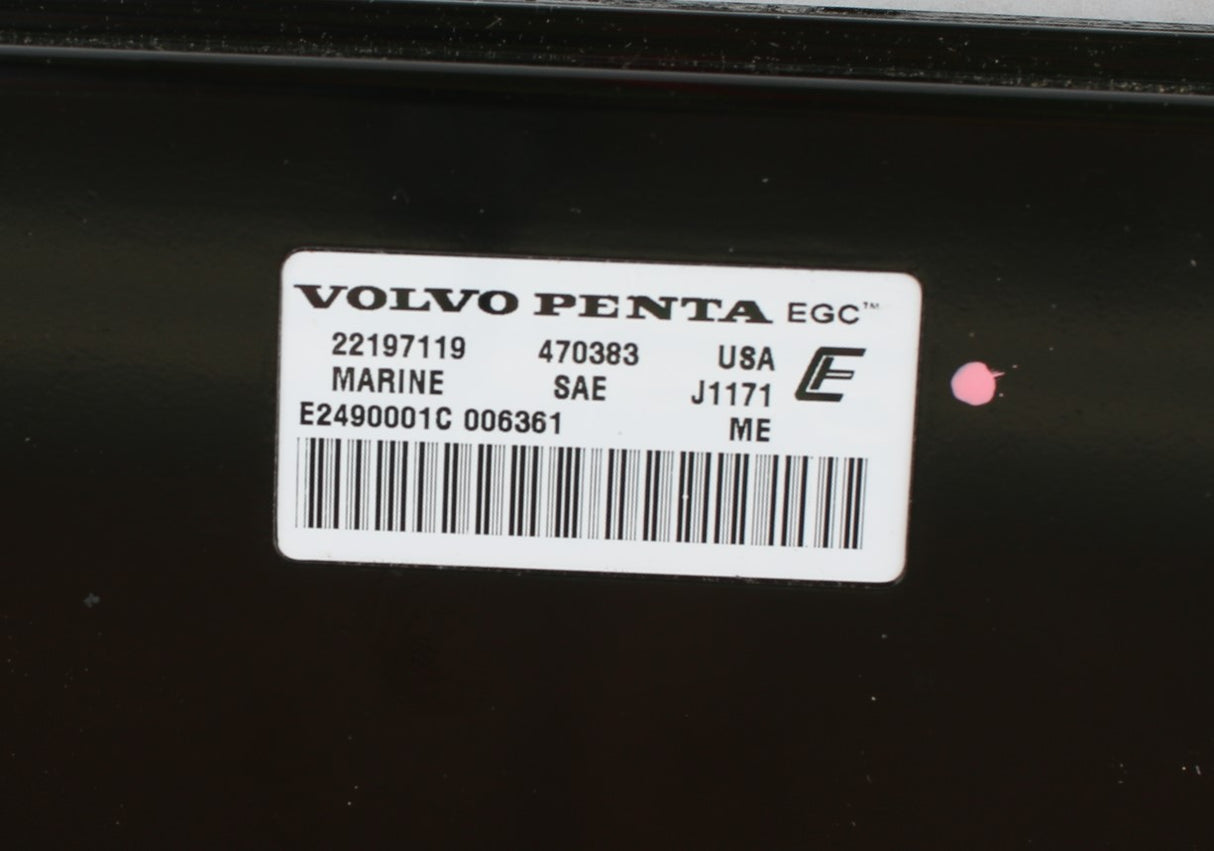 VOLVO PENTA EGC™
22197119 470383 USA
MARINE SAE J1171
E2490001C 006361 ME